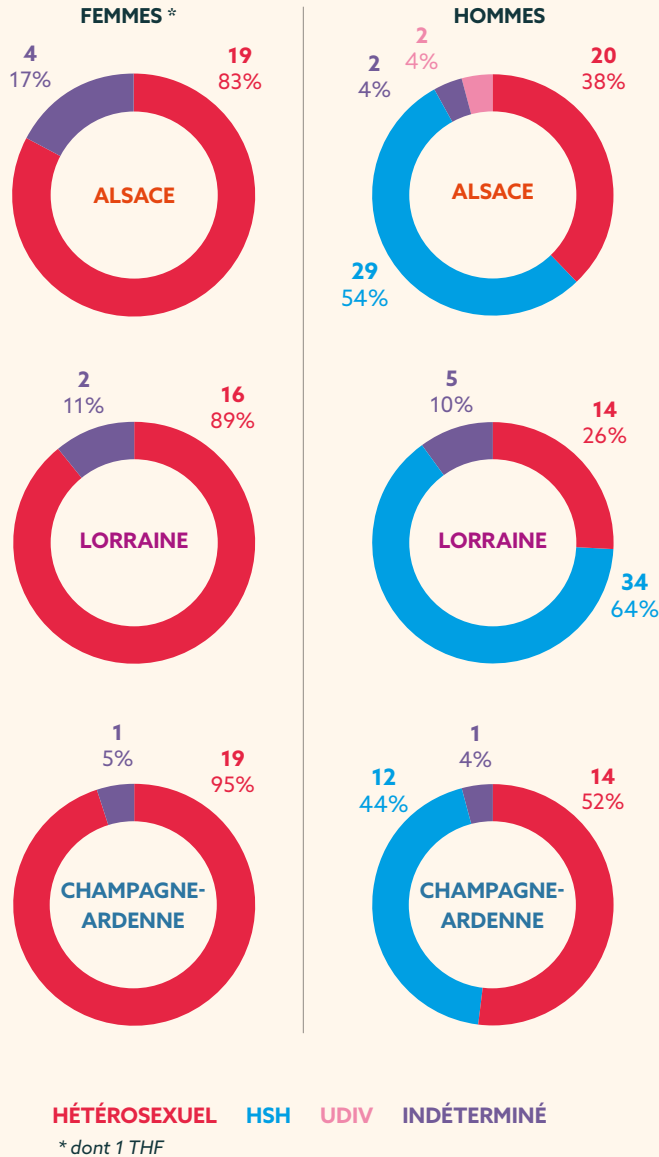 FEMMES *
HOMMES
4
17%
19
83%
ALSACE
2
4%
2
4%
20
38%
29
54%
ALSACE
2
11%
16
89%
LORRAINE
5
10%
14
26%
34
64%
LORRAINE
1
5%
19
95%
CHAMPAGNE-
ARDENNE
12
44%
1
4%
14
52%
CHAMPAGNE-
ARDENNE
HÉTÉROSEXUEL HSH UDIV INDÉTERMINÉ
* dont 1 THF